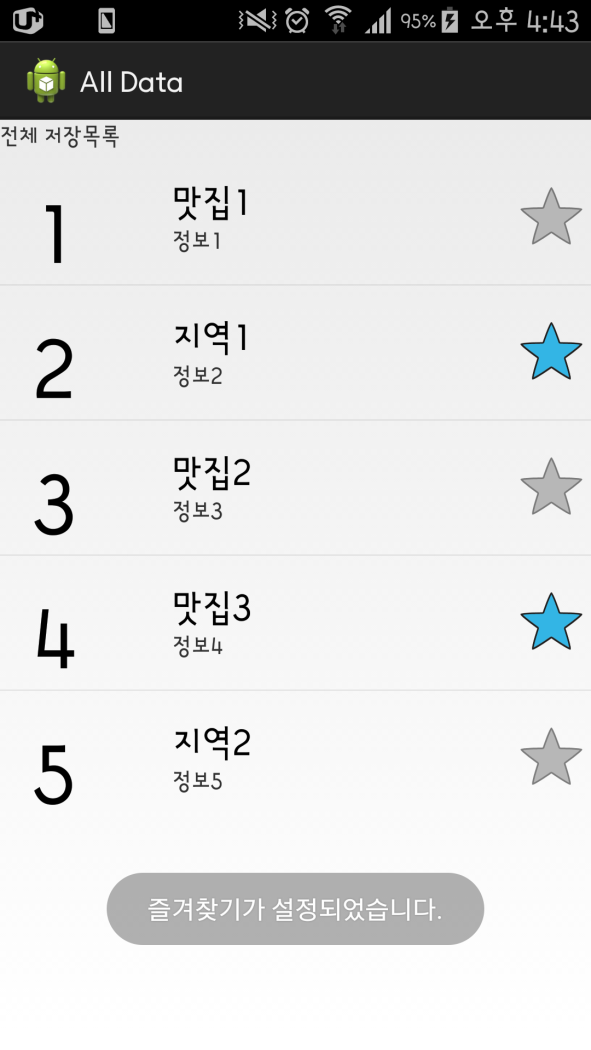 U+ 95% 오후 4:43
All Data
전체 저장목록
1
맛집1
정보1
2
지역1
정보2
3
맛집2
정보3
4
맛집3
정보4
5
지역2
정보5
즐겨찾기가 설정되었습니다.